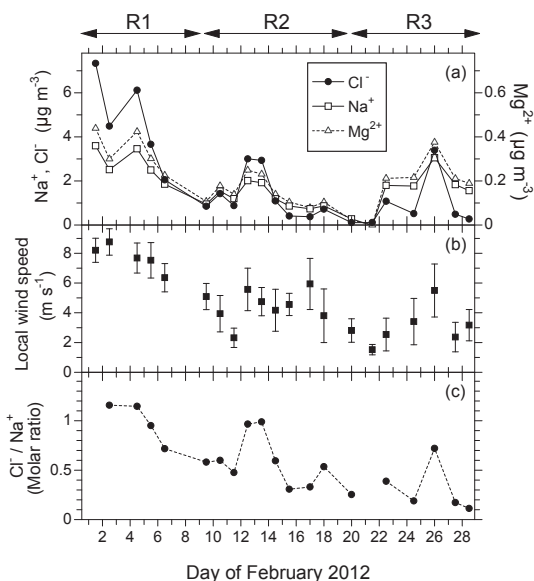 R1 R2 R3
(a)
Cl⁻
Na⁺
Mg²⁺
Na⁺, Cl⁻ (µg m⁻³)
6
4
2
0
Mg²⁺ (µg m⁻³)
0.6
0.4
0.2
0
(b)
Local wind speed
(m s⁻¹)
8
6
4
2
0
(c)
Cl⁻ / Na⁺
(Molar ratio)
1
0.5
0
2 4 6 8 10 12 14 16 18 20 22 24 26 28
Day of February 2012